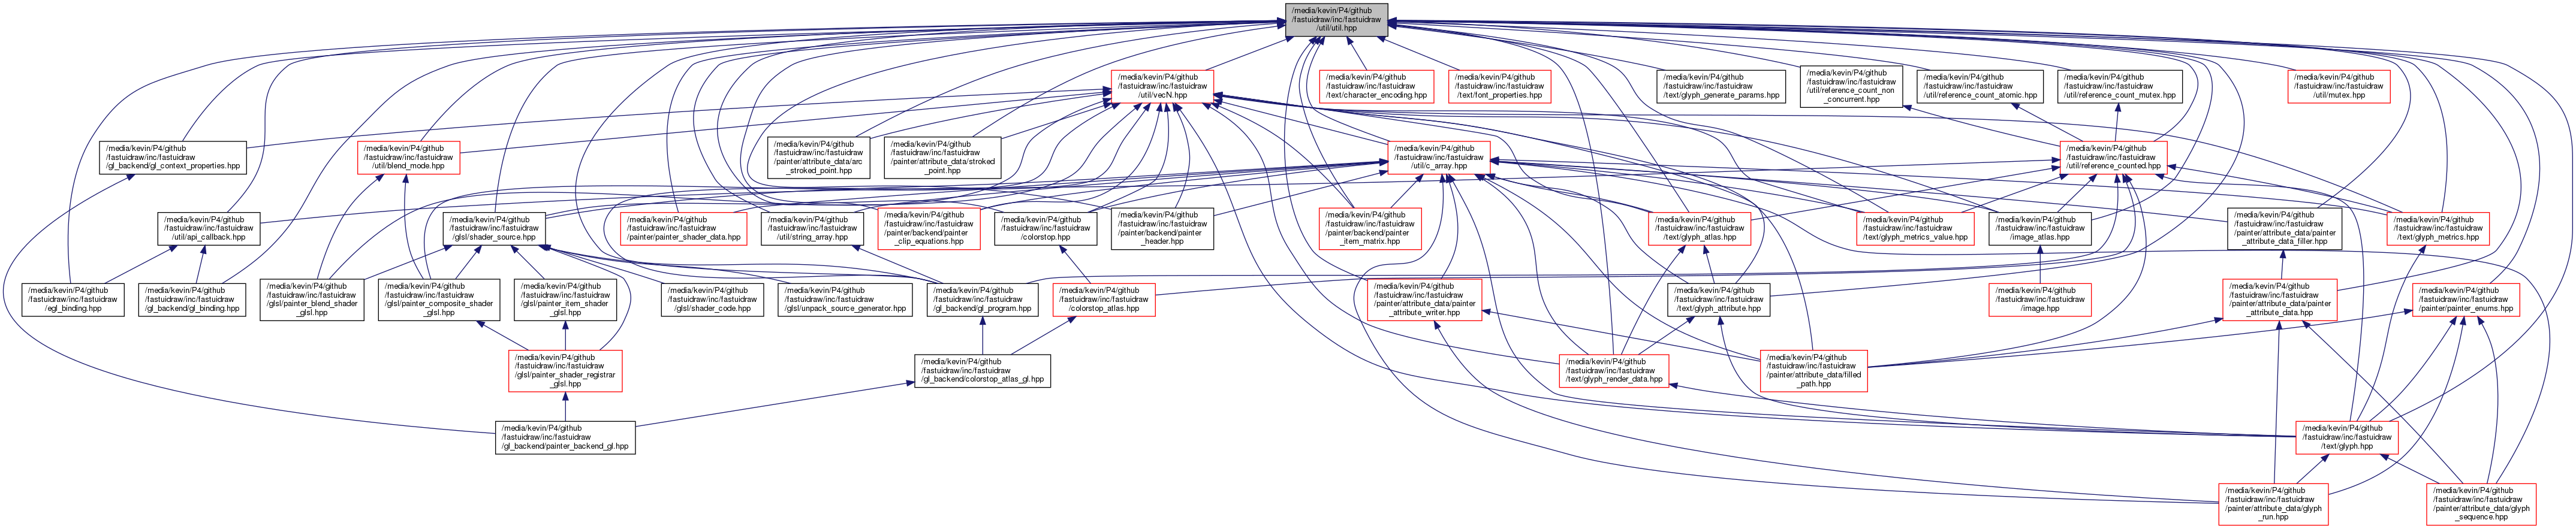 /media/kevin/P4/github
/fastuidraw/inc/fastuidraw
/util/util.hpp
/media/kevin/P4/github
/fastuidraw/inc/fastuidraw
/util/vecN.hpp
/media/kevin/P4/github
/fastuidraw/inc/fastuidraw
/text/character_encoding.hpp
/media/kevin/P4/github
/fastuidraw/inc/fastuidraw
/text/font_properties.hpp
/media/kevin/P4/github
/fastuidraw/inc/fastuidraw
/text/glyph_generate_params.hpp
/media/kevin/P4/github
/fastuidraw/inc/fastuidraw
/util/reference_count_non
_concurrent.hpp
/media/kevin/P4/github
/fastuidraw/inc/fastuidraw
/util/reference_count_atomic.hpp
/media/kevin/P4/github
/fastuidraw/inc/fastuidraw
/util/reference_count_mutex.hpp
/media/kevin/P4/github
/fastuidraw/inc/fastuidraw
/util/mutex.hpp
/media/kevin/P4/github
/fastuidraw/inc/fastuidraw
/gl_backend/gl_context_properties.hpp
/media/kevin/P4/github
/fastuidraw/inc/fastuidraw
/util/blend_mode.hpp
/media/kevin/P4/github
/fastuidraw/inc/fastuidraw
/painter/attribute_data/arc
_stroked_point.hpp
/media/kevin/P4/github
/fastuidraw/inc/fastuidraw
/painter/attribute_data/stroked
_point.hpp
/media/kevin/P4/github
/fastuidraw/inc/fastuidraw
/util/c_array.hpp
/media/kevin/P4/github
/fastuidraw/inc/fastuidraw
/util/reference_counted.hpp
/media/kevin/P4/github
/fastuidraw/inc/fastuidraw
/util/api_callback.hpp
/media/kevin/P4/github
/fastuidraw/inc/fastuidraw
/glsl/shader_source.hpp
/media/kevin/P4/github
/fastuidraw/inc/fastuidraw
/painter/painter_shader_data.hpp
/media/kevin/P4/github
/fastuidraw/inc/fastuidraw
/util/string_array.hpp
/media/kevin/P4/github
/fastuidraw/inc/fastuidraw
/painter/backend/painter
_clip_equations.hpp
/media/kevin/P4/github
/fastuidraw/inc/fastuidraw
/colorstop.hpp
/media/kevin/P4/github
/fastuidraw/inc/fastuidraw
/painter/backend/painter
_header.hpp
/media/kevin/P4/github
/fastuidraw/inc/fastuidraw
/painter/backend/painter
_item_matrix.hpp
/media/kevin/P4/github
/fastuidraw/inc/fastuidraw
/text/glyph_atlas.hpp
/media/kevin/P4/github
/fastuidraw/inc/fastuidraw
/text/glyph_metrics_value.hpp
/media/kevin/P4/github
/fastuidraw/inc/fastuidraw
/image_atlas.hpp
/media/kevin/P4/github
/fastuidraw/inc/fastuidraw
/painter/attribute_data/painter
_attribute_data_filler.hpp
/media/kevin/P4/github
/fastuidraw/inc/fastuidraw
/text/glyph_metrics.hpp
/media/kevin/P4/github
/fastuidraw/inc/fastuidraw
/egl_binding.hpp
/media/kevin/P4/github
/fastuidraw/inc/fastuidraw
/gl_backend/gl_binding.hpp
/media/kevin/P4/github
/fastuidraw/inc/fastuidraw
/glsl/painter_blend_shader
_glsl.hpp
/media/kevin/P4/github
/fastuidraw/inc/fastuidraw
/glsl/painter_composite_shader
_glsl.hpp
/media/kevin/P4/github
/fastuidraw/inc/fastuidraw
/glsl/painter_item_shader
_glsl.hpp
/media/kevin/P4/github
/fastuidraw/inc/fastuidraw
/glsl/shader_code.hpp
/media/kevin/P4/github
/fastuidraw/inc/fastuidraw
/glsl/unpack_source_generator.hpp
/media/kevin/P4/github
/fastuidraw/inc/fastuidraw
/gl_backend/gl_program.hpp
/media/kevin/P4/github
/fastuidraw/inc/fastuidraw
/colorstop_atlas.hpp
/media/kevin/P4/github
/fastuidraw/inc/fastuidraw
/painter/attribute_data/painter
_attribute_writer.hpp
/media/kevin/P4/github
/fastuidraw/inc/fastuidraw
/text/glyph_attribute.hpp
/media/kevin/P4/github
/fastuidraw/inc/fastuidraw
/image.hpp
/media/kevin/P4/github
/fastuidraw/inc/fastuidraw
/painter/attribute_data/painter
_attribute_data.hpp
/media/kevin/P4/github
/fastuidraw/inc/fastuidraw
/painter/painter_enums.hpp
/media/kevin/P4/github
/fastuidraw/inc/fastuidraw
/glsl/painter_shader_registrar
_glsl.hpp
/media/kevin/P4/github
/fastuidraw/inc/fastuidraw
/gl_backend/colorstop_atlas_gl.hpp
/media/kevin/P4/github
/fastuidraw/inc/fastuidraw
/text/glyph_render_data.hpp
/media/kevin/P4/github
/fastuidraw/inc/fastuidraw
/painter/attribute_data/filled
_path.hpp
/media/kevin/P4/github
/fastuidraw/inc/fastuidraw
/gl_backend/painter_backend_gl.hpp
/media/kevin/P4/github
/fastuidraw/inc/fastuidraw
/text/glyph.hpp
/media/kevin/P4/github
/fastuidraw/inc/fastuidraw
/painter/attribute_data/glyph
_run.hpp
/media/kevin/P4/github
/fastuidraw/inc/fastuidraw
/painter/attribute_data/glyph
_sequence.hpp